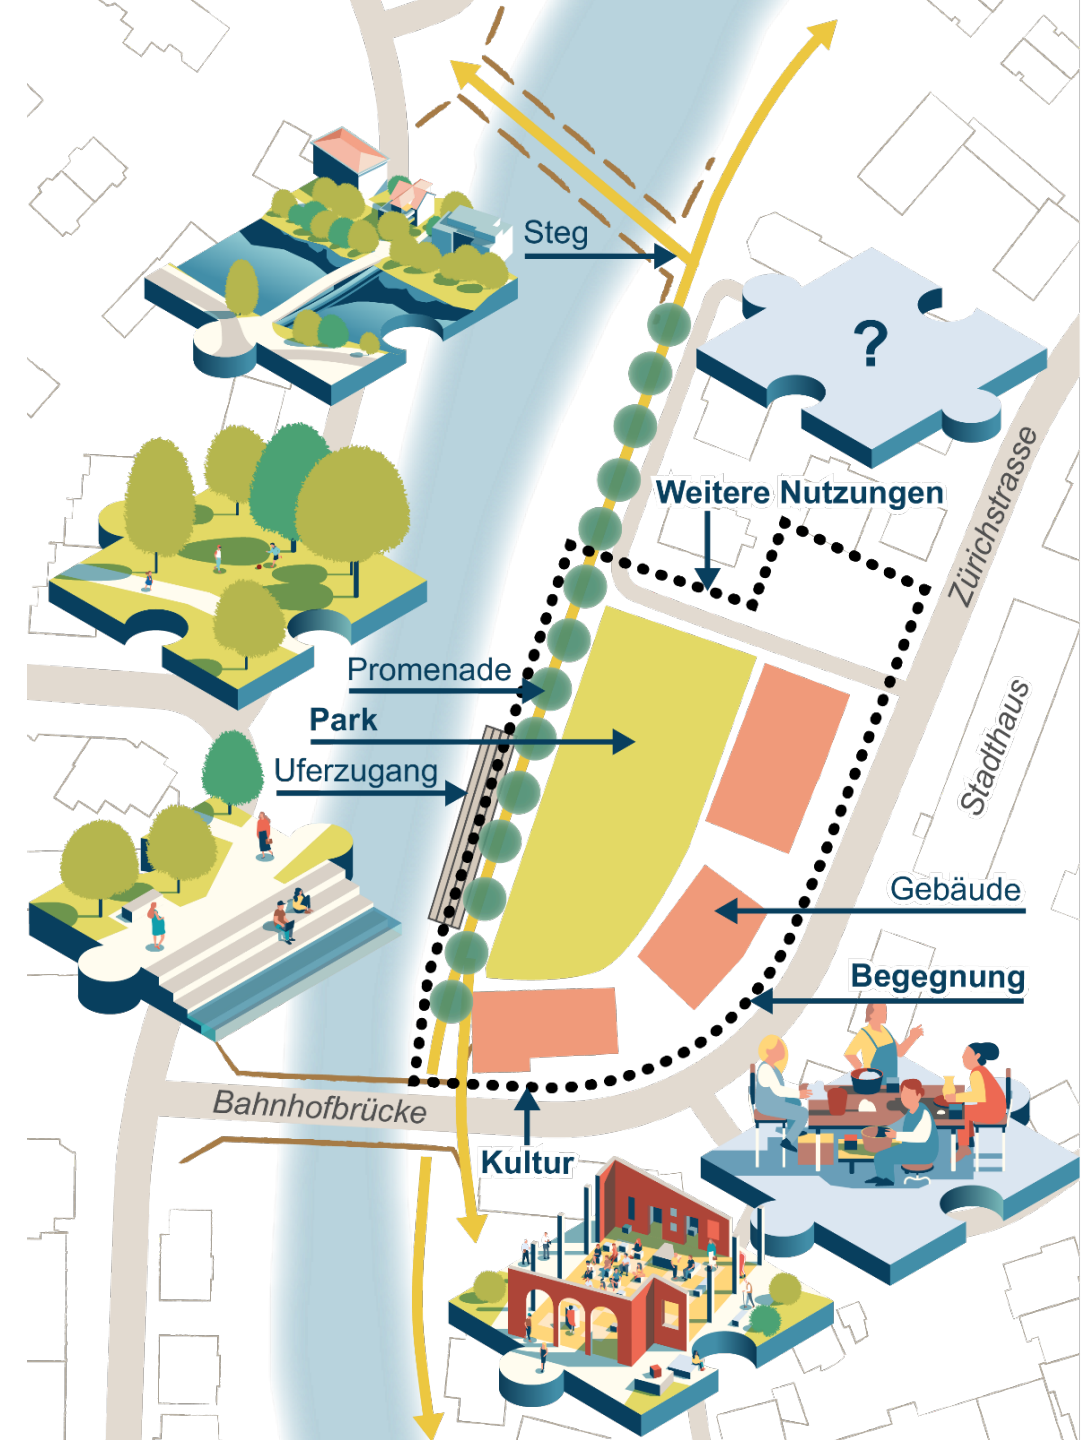 Steg
?
Weitere Nutzungen
Zürichstrasse
Promenade
Park
Stadthaus
Uferzugang
Gebäude
Begegnung
Bahnhofbrücke
Kultur